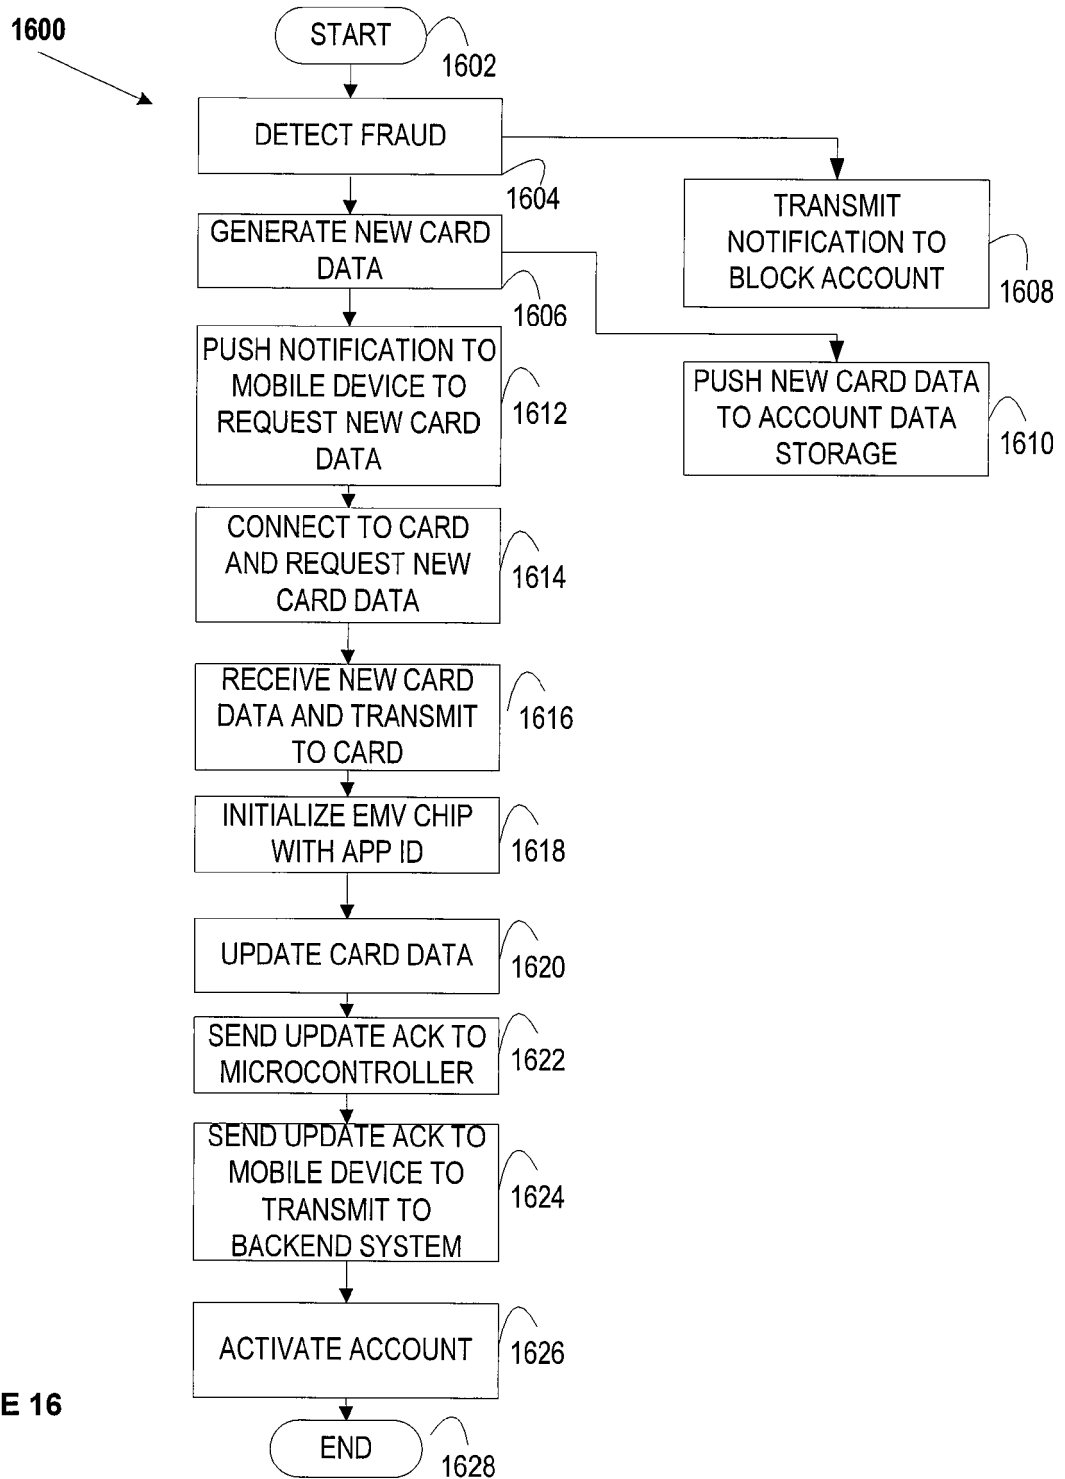 1600
START
1602
DETECT FRAUD
1604
TRANSMIT
NOTIFICATION TO
BLOCK ACCOUNT
1608
GENERATE NEW CARD
DATA
1606
PUSH NOTIFICATION TO
MOBILE DEVICE TO
REQUEST NEW CARD
DATA
1612
PUSH NEW CARD DATA
TO ACCOUNT DATA
STORAGE
1610
CONNECT TO CARD
AND REQUEST NEW
CARD DATA
1614
RECEIVE NEW CARD
DATA AND TRANSMIT
TO CARD
1616
INITIALIZE EMV CHIP
WITH APP ID
1618
UPDATE CARD DATA
1620
SEND UPDATE ACK TO
MICROCONTROLLER
1622
SEND UPDATE ACK TO
MOBILE DEVICE TO
TRANSMIT TO
BACKEND SYSTEM
1624
ACTIVATE ACCOUNT
1626
E 16
END
1628